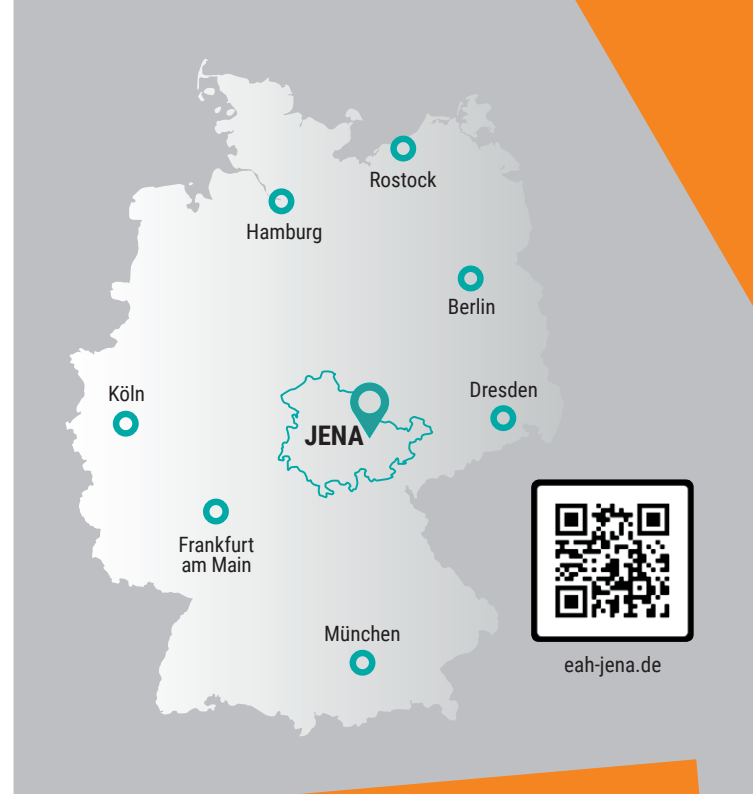 Rostock
Hamburg
Berlin
Köln
Dresden
JENA
Frankfurt
am Main
München
eah-jena.de